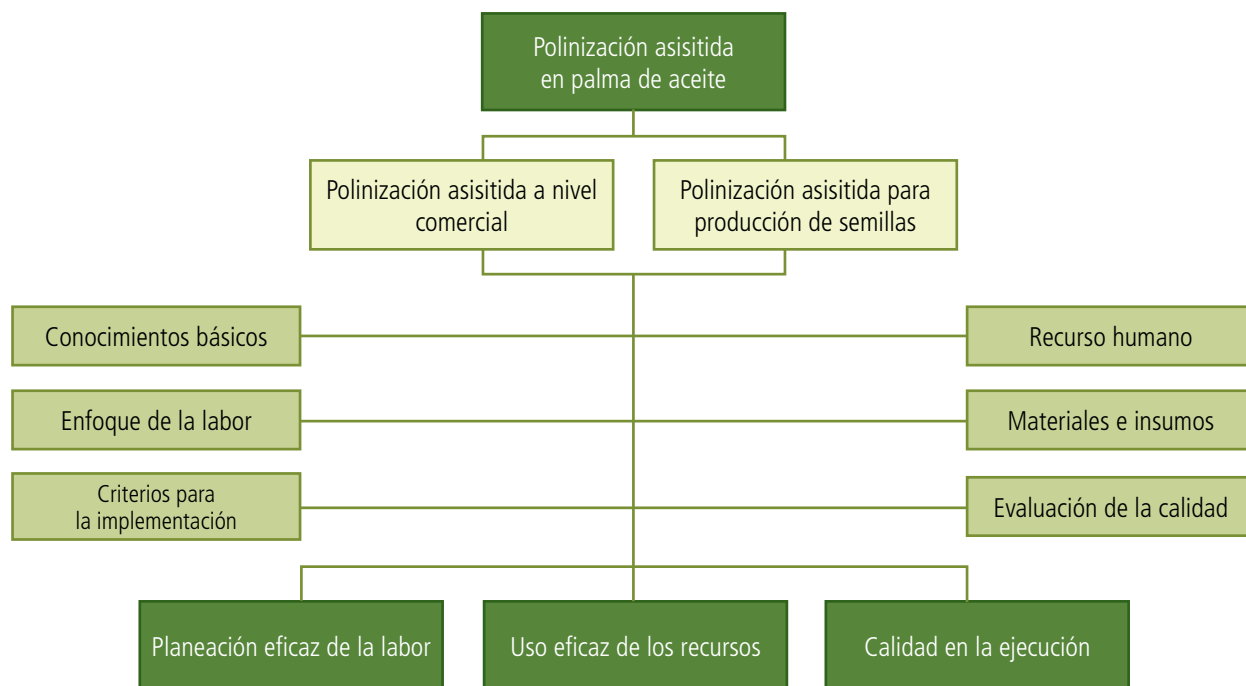 Polinización asisitida
en palma de aceite
Polinización asisitida a nivel
comercial
Polinización asisitida para
producción de semillas
Conocimientos básicos
Recurso humano
Enfoque de la labor
Materiales e insumos
Criterios para
la implementación
Evaluación de la calidad
Planeación eficaz de la labor
Uso eficaz de los recursos
Calidad en la ejecución